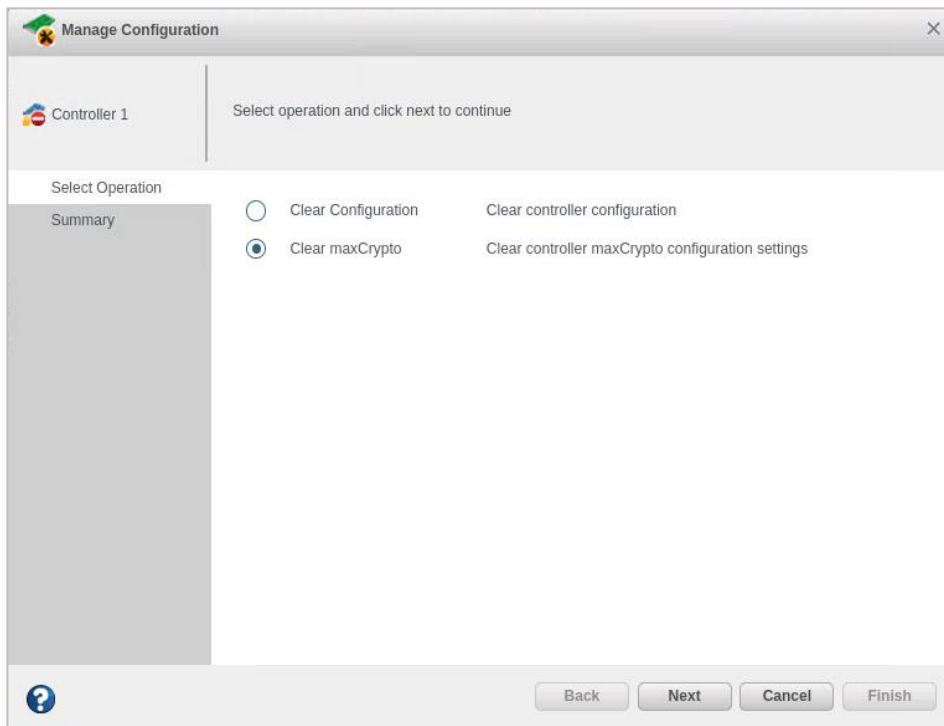 Manage Configuration
Controller 1
Select operation and click next to continue
Select Operation
Summary
Clear Configuration Clear controller configuration
Clear maxCrypto Clear controller maxCrypto configuration settings
Back Next Cancel Finish